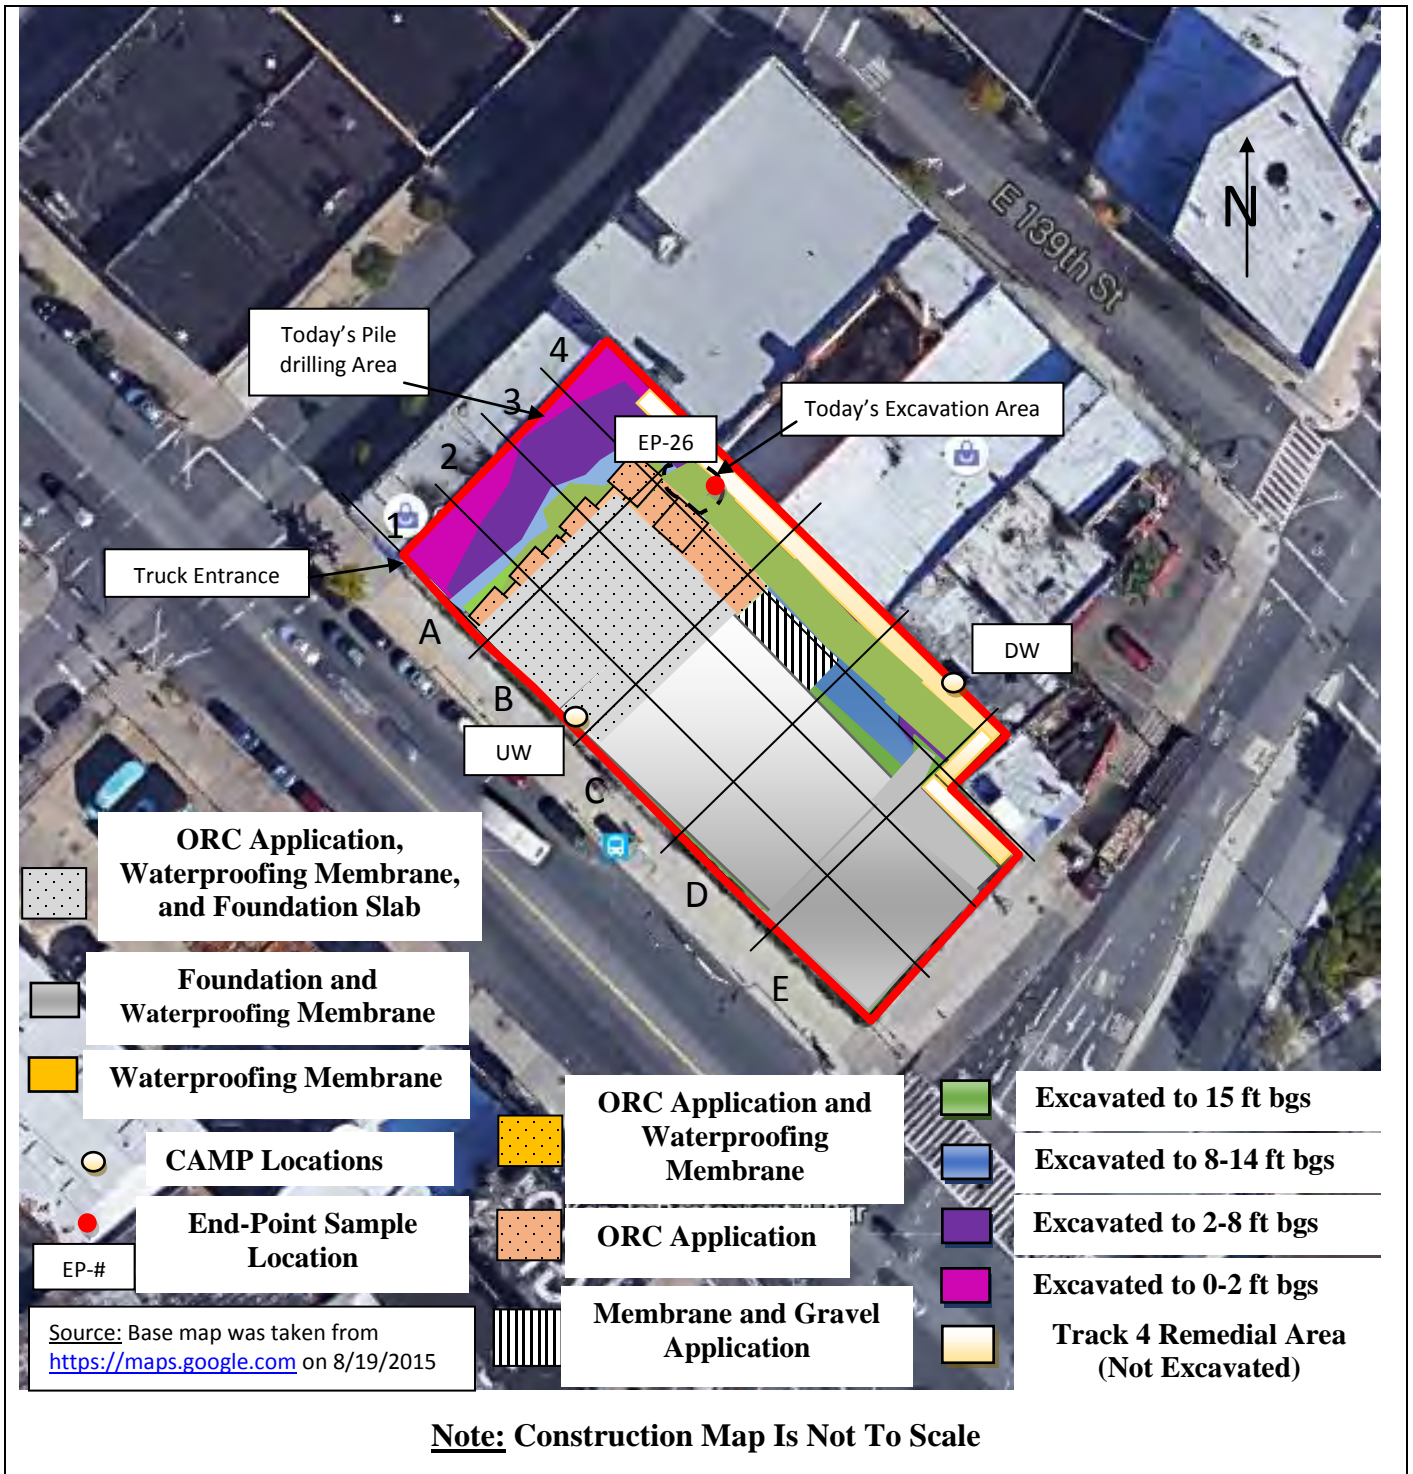 E 139th St
N
Today's Pile
drilling Area
4
3
2
1
EP-26
Today's Excavation Area
Truck Entrance
A
B
C
D
E
DW
UW
ORC Application,
Waterproofing Membrane,
and Foundation Slab
Foundation and
Waterproofing Membrane
Waterproofing Membrane
CAMP Locations
End-Point Sample
Location
EP-#
Source: Base map was taken from
https://maps.google.com on 8/19/2015
ORC Application and
Waterproofing
Membrane
ORC Application
Membrane and Gravel
Application
Excavated to 15 ft bgs
Excavated to 8-14 ft bgs
Excavated to 2-8 ft bgs
Excavated to 0-2 ft bgs
Track 4 Remedial Area
(Not Excavated)
Note: Construction Map Is Not To Scale